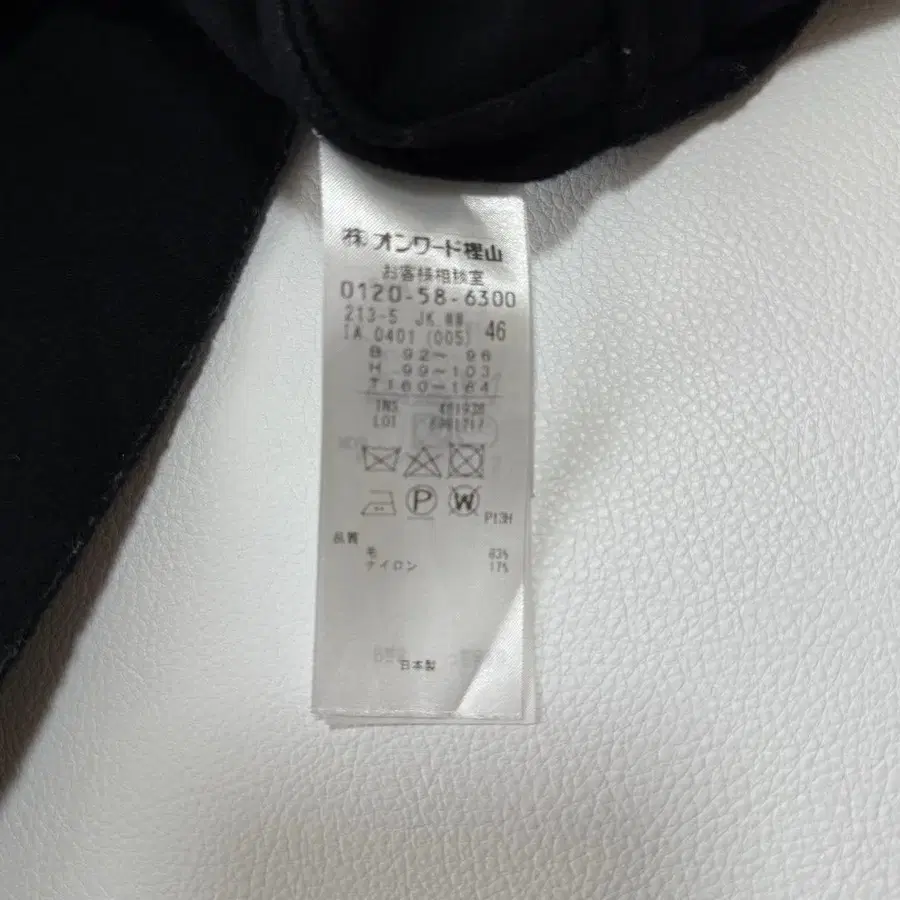 ㈱ オンワード樫山
お客様相談室
0120-58-6300
213-5 JK ## 46
IA 0401 (005)
B 92～ 96
H 99～103
T160～164
INS
LOT
P
W
P13H
品質
毛 83%
ナイロン 17%
日本製